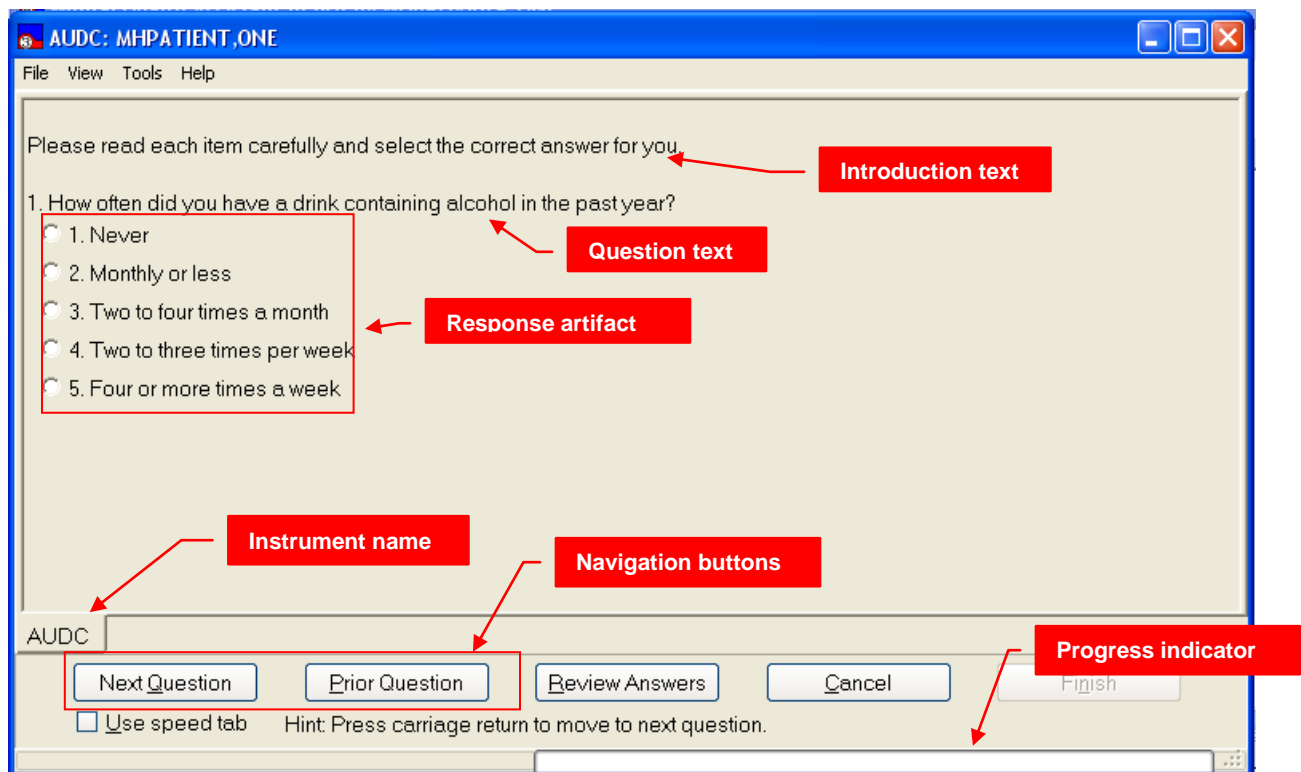 AUDC: MHPATIENT,ONE
File View Tools Help
Please read each item carefully and select the correct answer for you.
Introduction text
1. How often did you have a drink containing alcohol in the past year?
Question text
1. Never
2. Monthly or less
3. Two to four times a month
Response artifact
4. Two to three times per week
5. Four or more times a week
Instrument name
Navigation buttons
AUDC
Progress indicator
Next Question Prior Question Review Answers Cancel Finish
Use speed tab Hint: Press carriage return to move to next question.